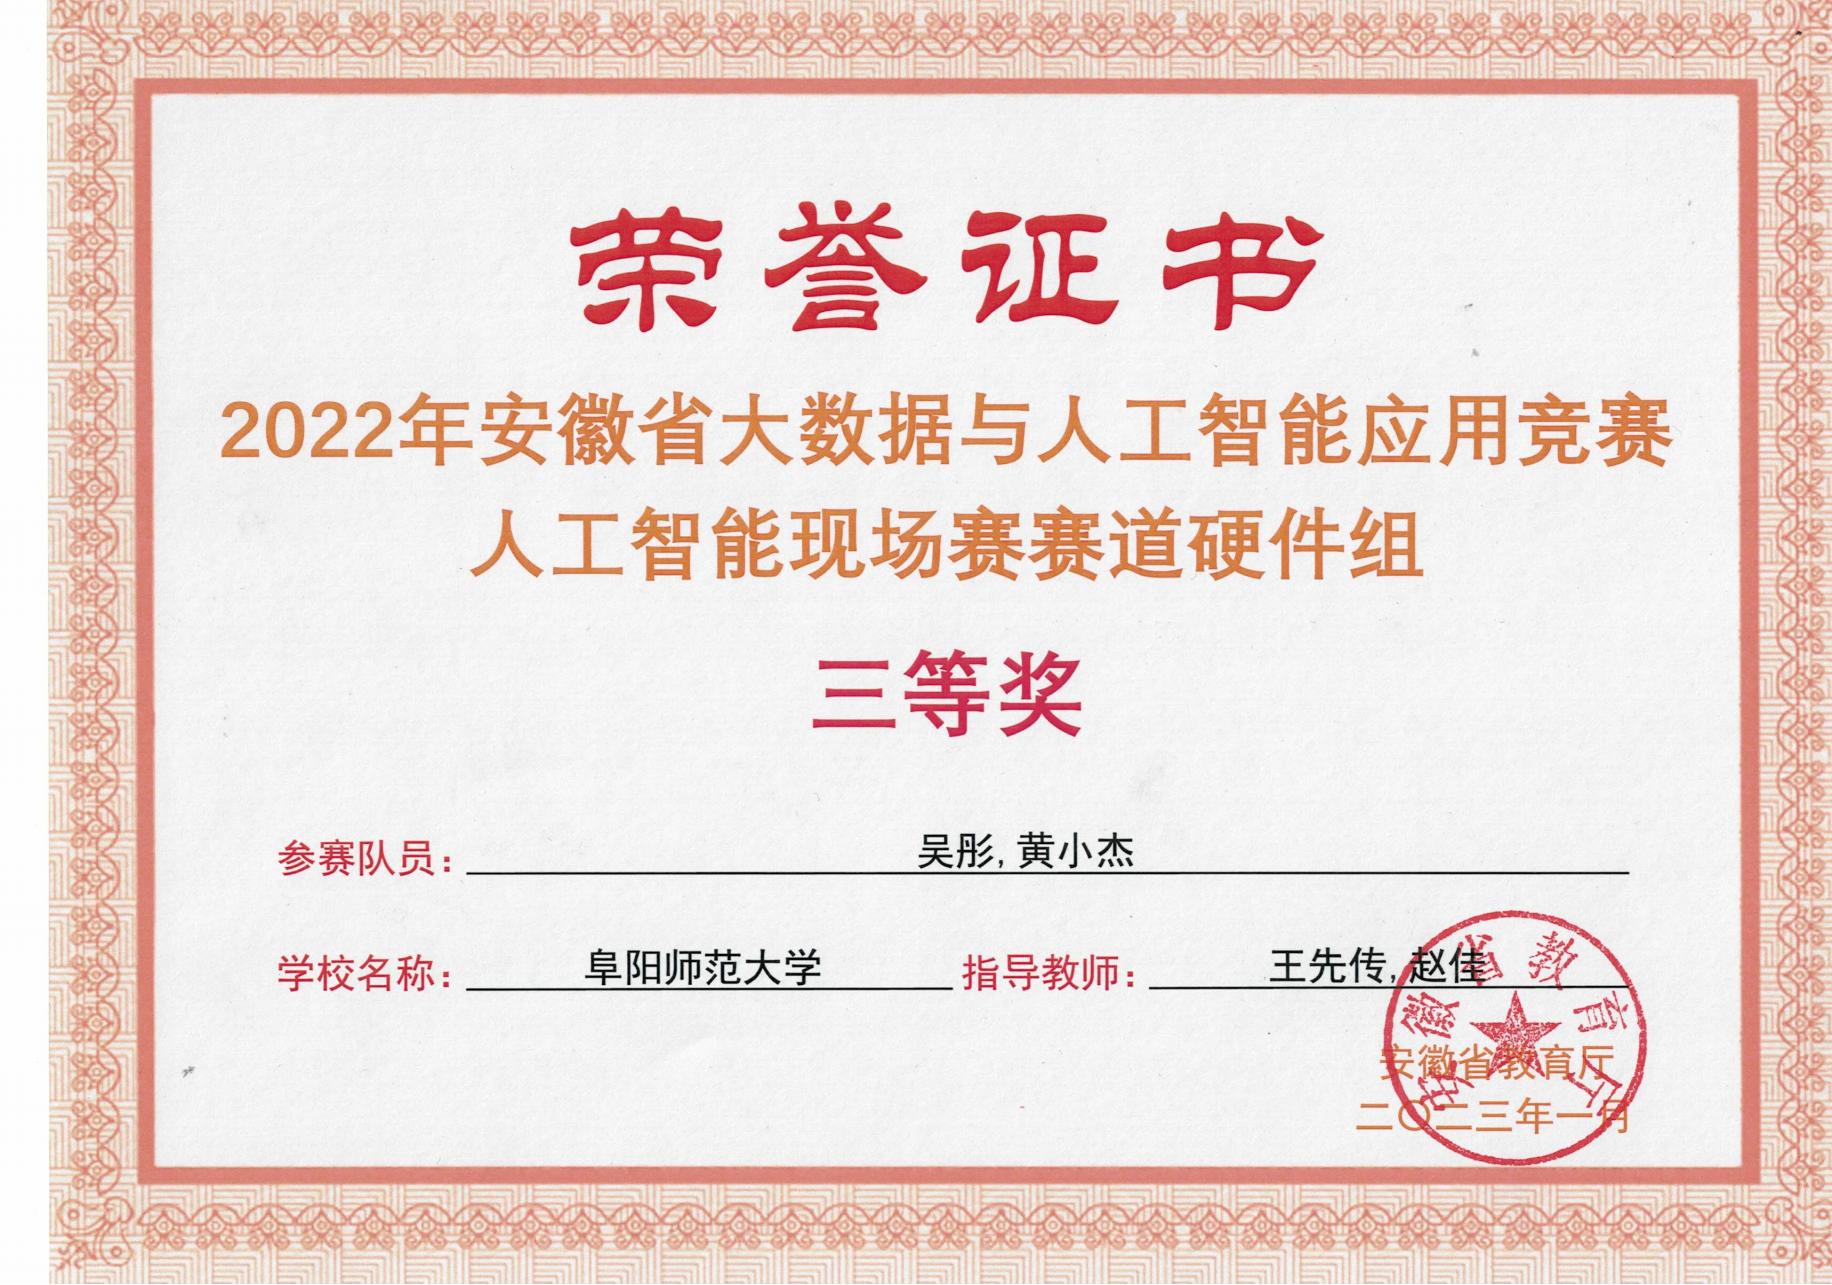 荣誉证书
2022年安徽省大数据与人工智能应用竞赛
人工智能现场赛赛道硬件组
三等奖
参赛队员：吴彤,黄小杰
学校名称：阜阳师范大学 指导教师：王先传,赵佳
安徽省教育厅
安徽省教育厅
二〇二三年一月